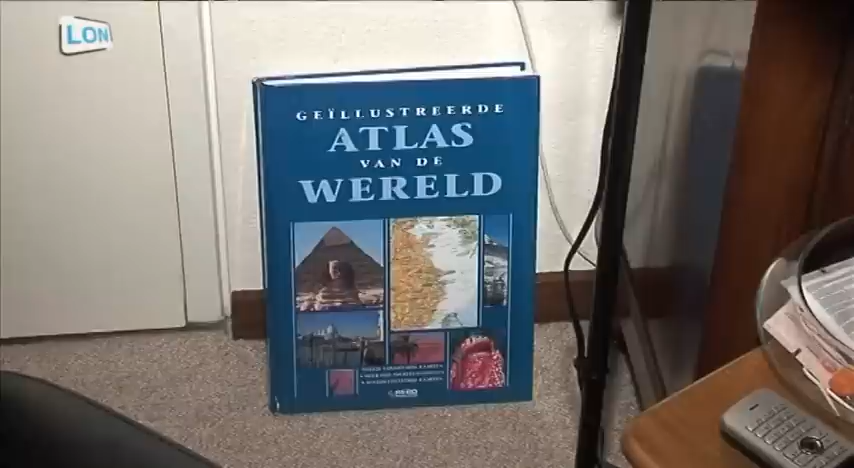 LON
GEÏLLUSTREERDE
ATLAS
VAN DE
WERELD